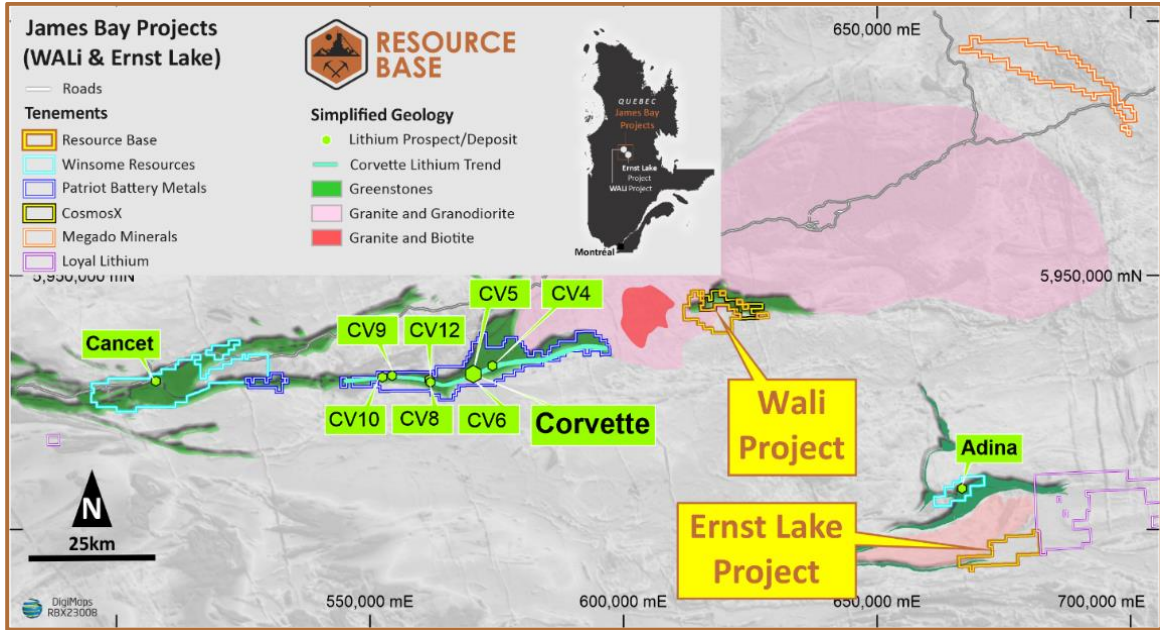 James Bay Projects
(WALi & Ernst Lake)
Roads
Tenements
Resource Base
Winsome Resources
Patriot Battery Metals
CosmosX
Megado Minerals
Loyal Lithium
RESOURCE
BASE
Simplified Geology
Lithium Prospect/Deposit
Corvette Lithium Trend
Greenstones
Granite and Granodiorite
Granite and Biotite
QUEBEC
James Bay
Projects
Ernst Lake
Project
WALi Project
Montréal
650,000 mE
5,950,000 mN
5,950,000 mN
CV5
CV4
CV9
CV12
Cancet
CV10
CV8
CV6
Corvette
Wali
Project
Adina
Ernst Lake
Project
N
25km
DigiMaps
RBX23008
550,000 mE
600,000 mE
650,000 mE
700,000 mE